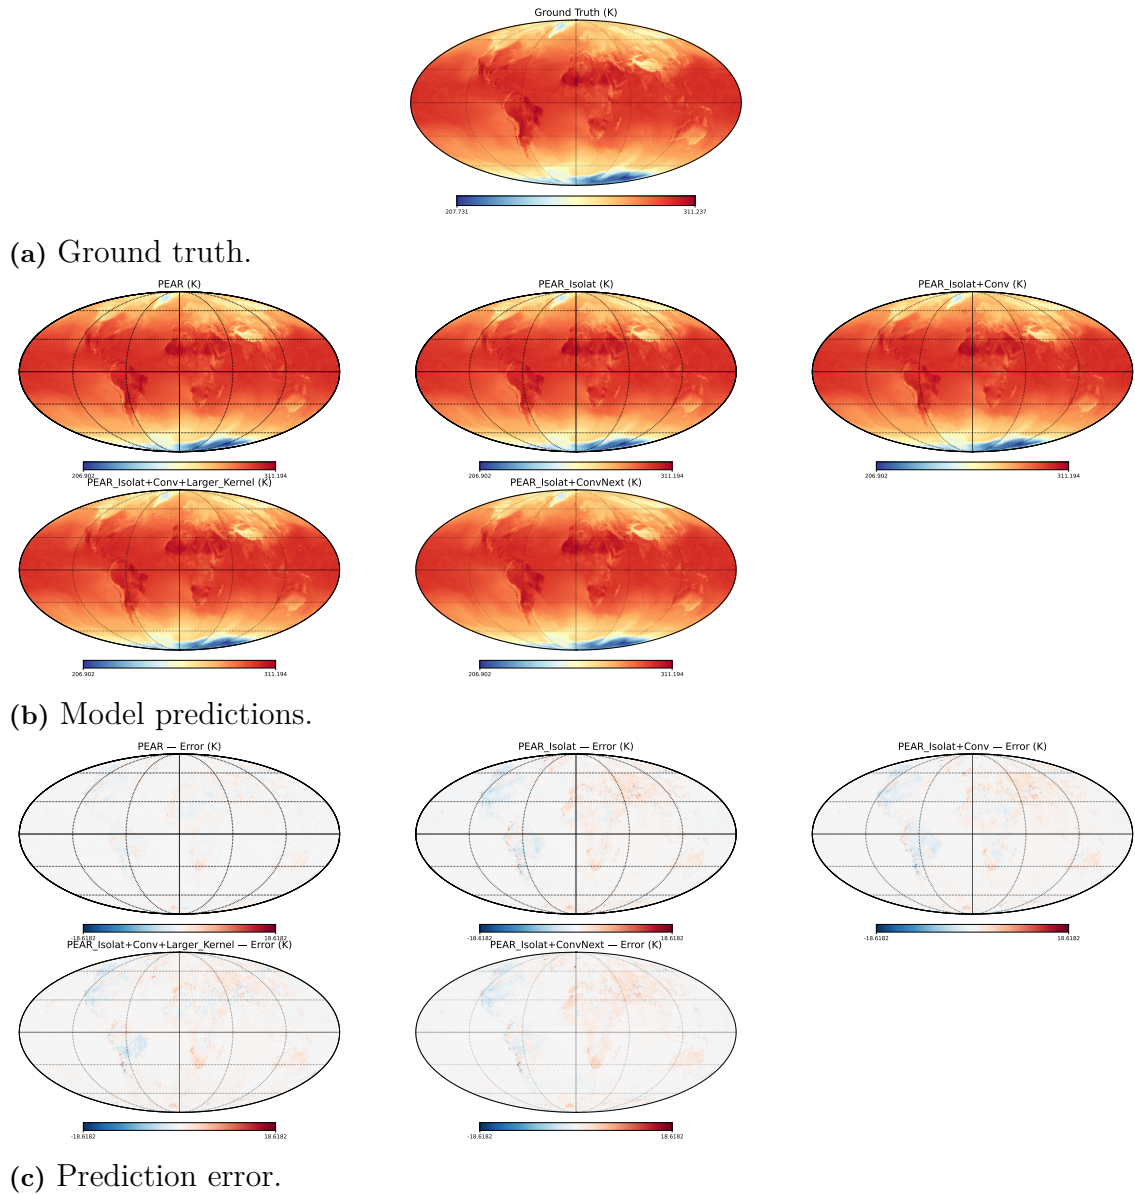 Ground Truth (K)
207.731 311.237
(a) Ground truth.
PEAR (K) PEAR_Isolat (K) PEAR_Isolat+Conv (K)
206.902 311.194 206.902 311.194 206.902 311.194
PEAR_Isolat+Conv+Larger_Kernel (K) PEAR_Isolat+ConvNext (K)
206.902 311.194 206.902 311.194
(b) Model predictions.
PEAR — Error (K) PEAR_Isolat — Error (K) PEAR_Isolat+Conv — Error (K)
-18.6182 18.6182 -18.6182 18.6182 -18.6182 18.6182
PEAR_Isolat+Conv+Larger_Kernel — Error (K) PEAR_Isolat+ConvNext — Error (K)
-18.6182 18.6182 -18.6182 18.6182
(c) Prediction error.